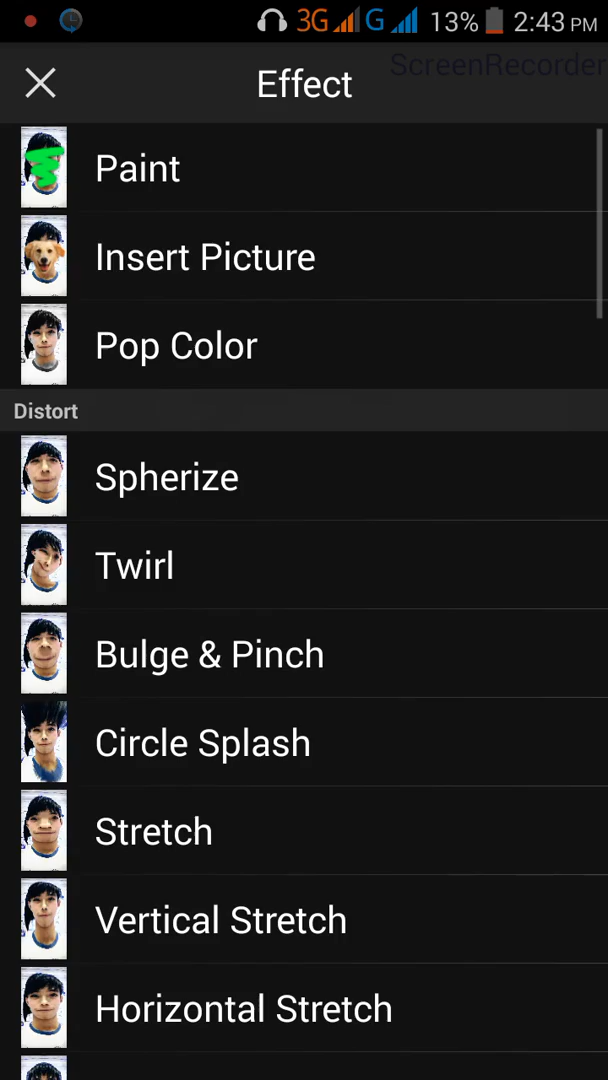 3G G 13% 2:43 PM
ScreenRecorder
Effect
Paint
Insert Picture
Pop Color
Distort
Spherize
Twirl
Bulge & Pinch
Circle Splash
Stretch
Vertical Stretch
Horizontal Stretch